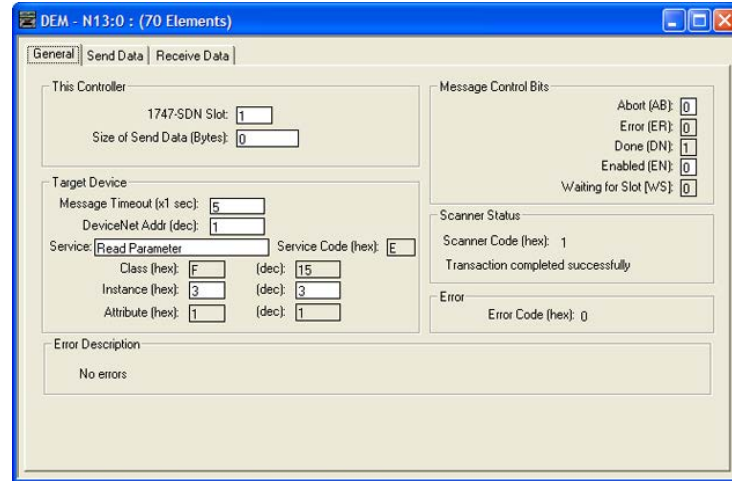 DEM - N13:0 : (70 Elements)
General Send Data Receive Data
This Controller
1747-SDN Slot: 1
Size of Send Data (Bytes): 0
Target Device
Message Timeout (x1 sec): 5
DeviceNet Addr (dec): 1
Service: Read Parameter Service Code (hex): E
Class (hex): F (dec): 15
Instance (hex): 3 (dec): 3
Attribute (hex): 1 (dec): 1
Message Control Bits
Abort (AB): 0
Error (ER): 0
Done (DN): 1
Enabled (EN): 0
Waiting for Slot [WS): 0
Scanner Status
Scanner Code (hex): 1
Transaction completed successfully
Error
Error Code (hex): 0
Error Description
No errors